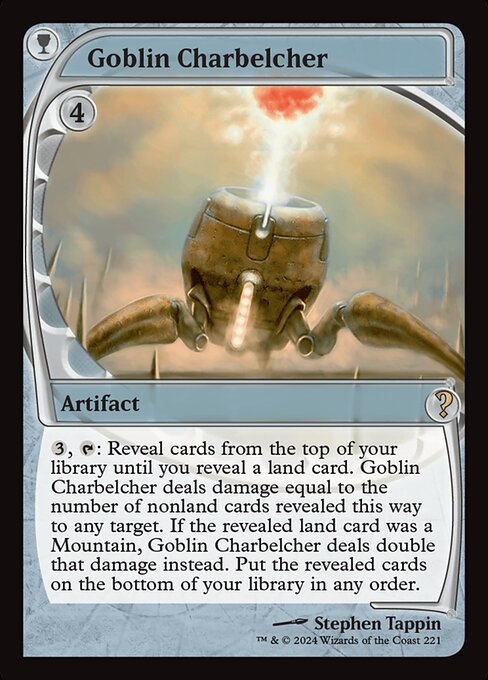 Goblin Charbelcher
4
Artifact
3, : Reveal cards from the top of your
library until you reveal a land card. Goblin
Charbelcher deals damage equal to the
number of nonland cards revealed this way
to any target. If the revealed land card was a
Mountain, Goblin Charbelcher deals double
that damage instead. Put the revealed cards
on the bottom of your library in any order.
Stephen Tappin
™ & © 2024 Wizards of the Coast 221